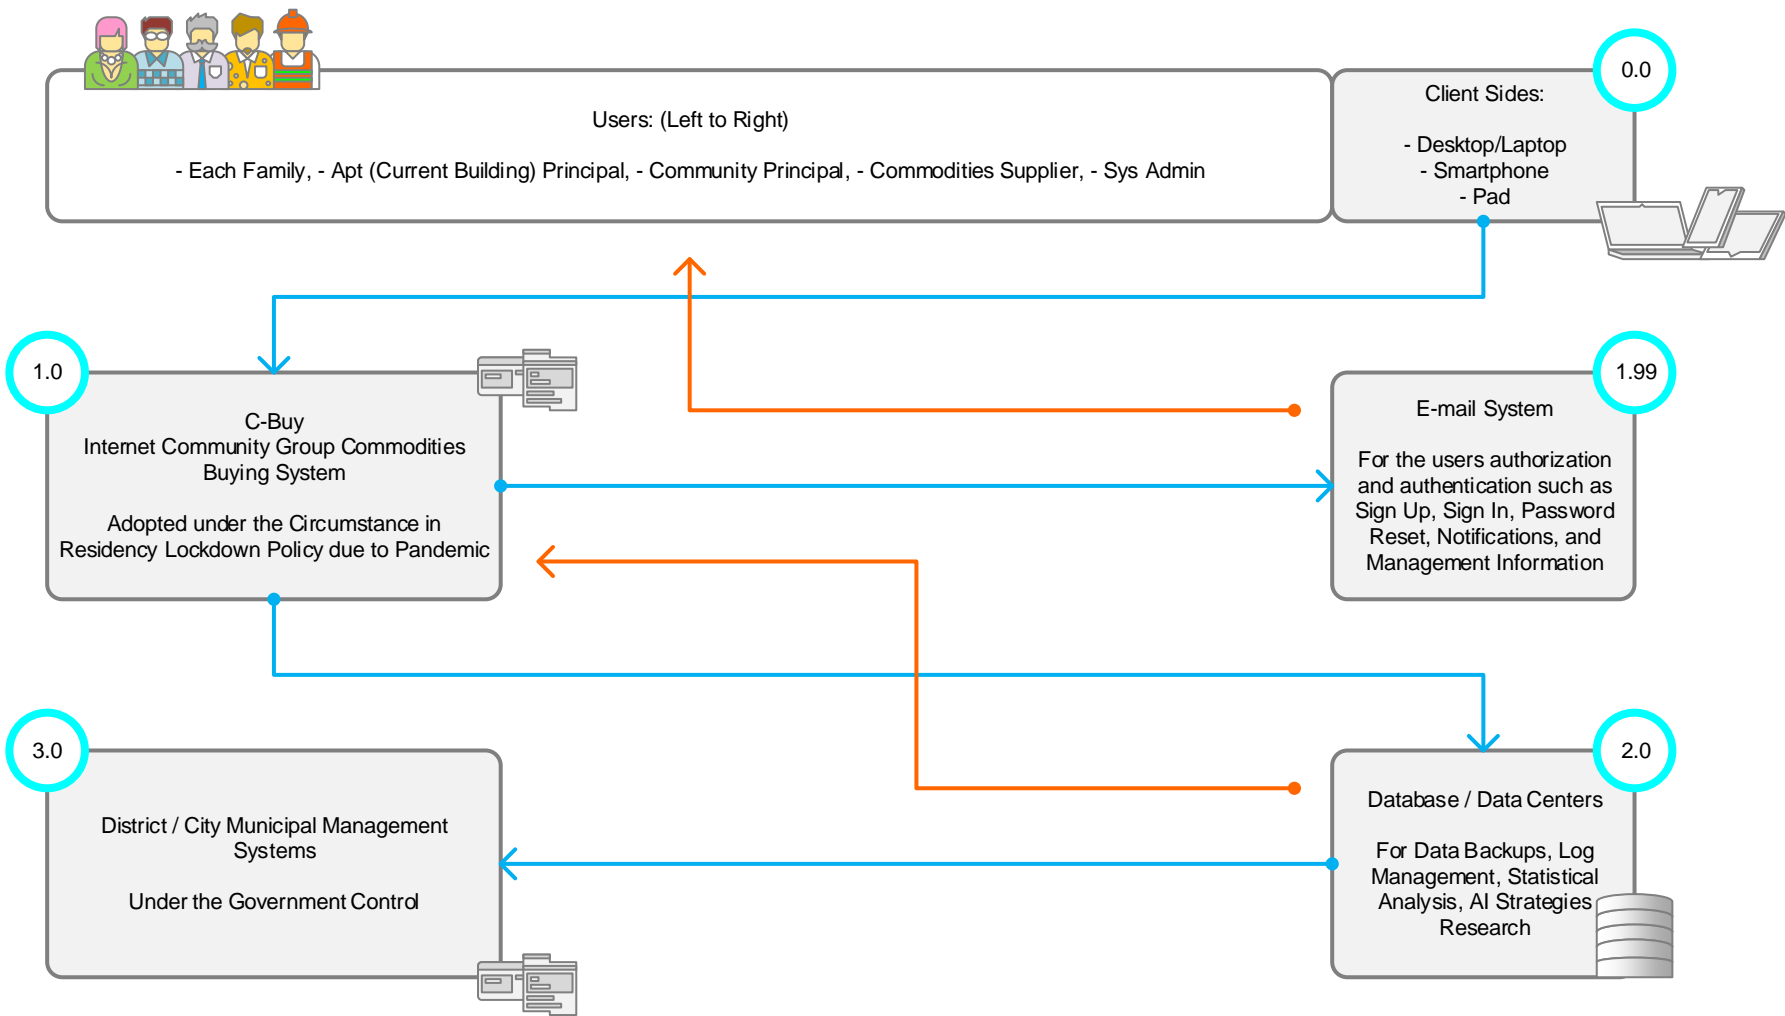 0.0
Users: (Left to Right)
- Each Family, - Apt (Current Building) Principal, - Community Principal, - Commodities Supplier, - Sys Admin
Client Sides:
- Desktop/Laptop
- Smartphone
- Pad
1.0
C-Buy
Internet Community Group Commodities
Buying System
Adopted under the Circumstance in
Residency Lockdown Policy due to Pandemic
1.99
E-mail System
For the users authorization
and authentication such as
Sign Up, Sign In, Password
Reset, Notifications, and
Management Information
3.0
District / City Municipal Management
Systems
Under the Government Control
2.0
Database / Data Centers
For Data Backups, Log
Management, Statistical
Analysis, AI Strategies
Research